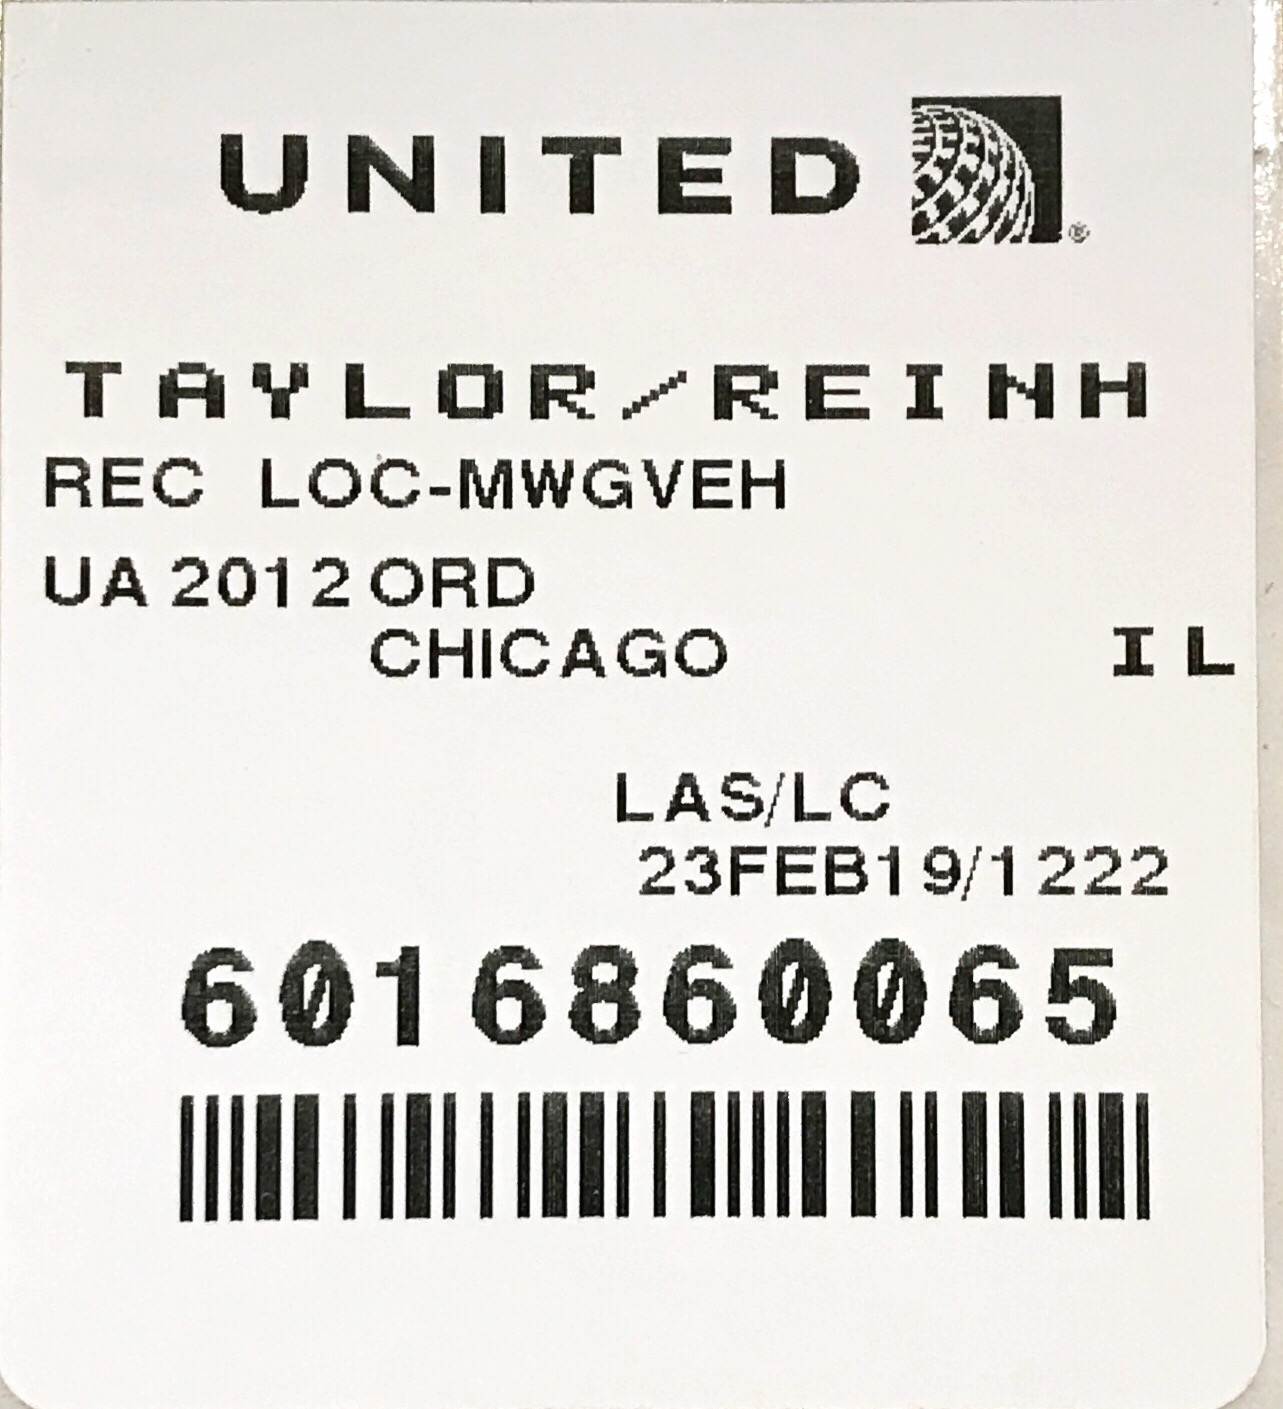 UNITED ®
TAYLOR/REINH
REC LOC-MWGVEH
UA 2012 ORD
CHICAGO IL
LAS/LC
23FEB19/1222
6016860065